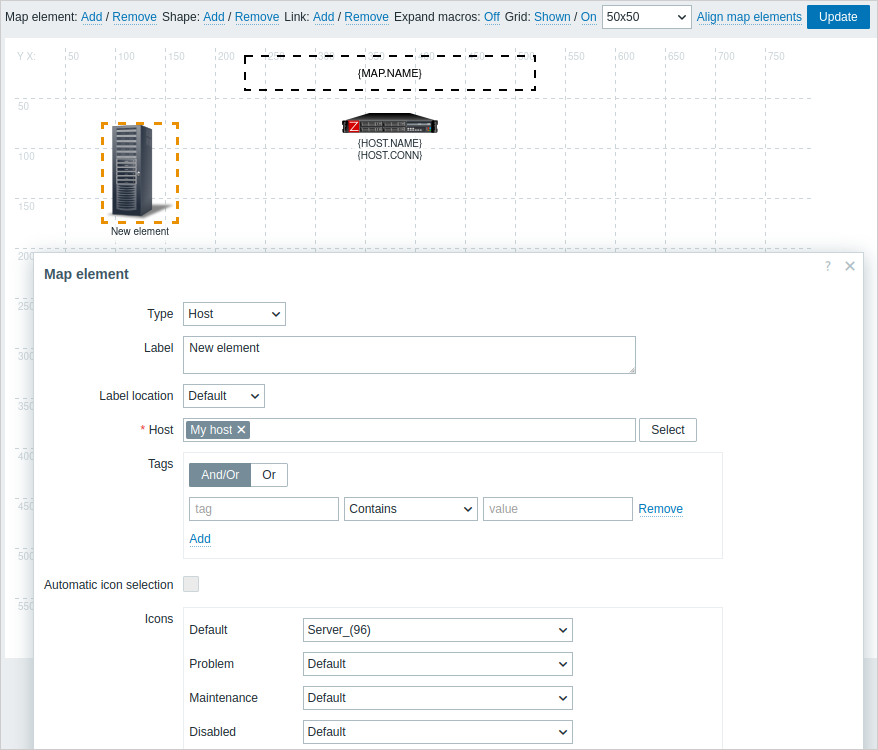 Map element: Add / Remove Shape: Add / Remove Link: Add / Remove Expand macros: Off Grid: Shown / On 50x50 Align map elements Update
Y X: 50 100 150 200 250 300 350 400 450 500 550 600 650 700 750
{MAP.NAME}
50
{HOST.NAME}
100
{HOST.CONN}
150
New element
200
Map element ? ✕
250
Type Host
300
Label New element
350
Label location Default
400
* Host My host ✕ Select
Tags
450
And/Or Or
tag Contains value Remove
500
Add
550
Automatic icon selection
Icons
Default Server_(96)
Problem Default
Maintenance Default
Disabled Default